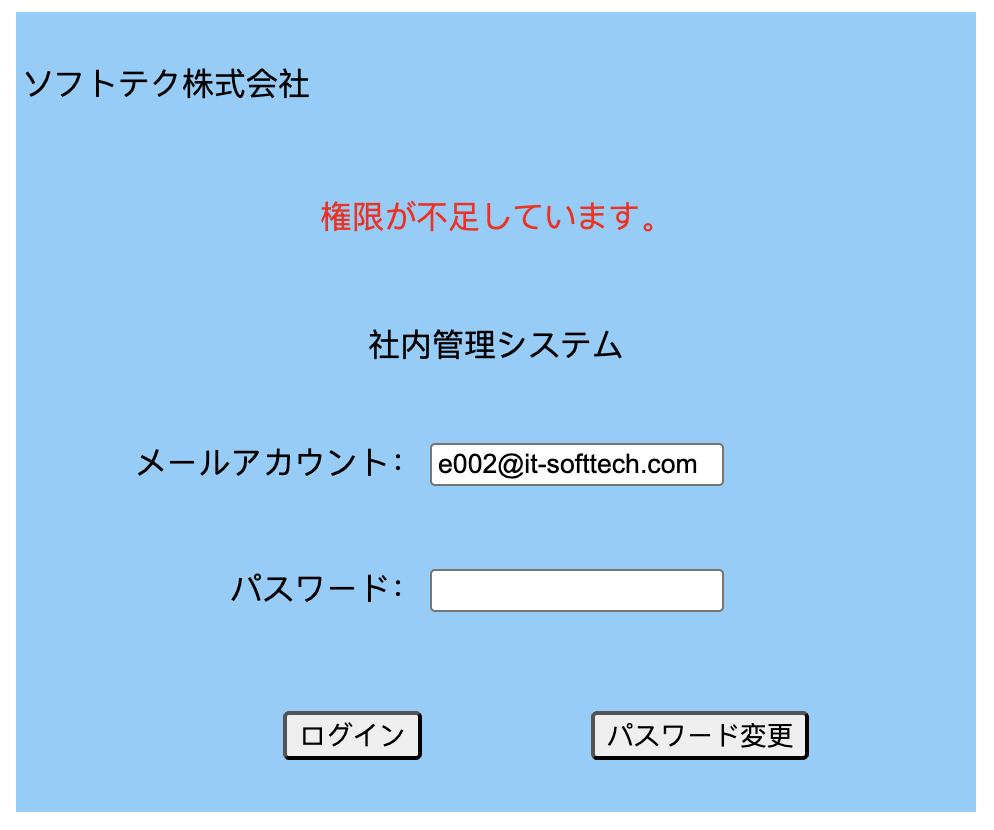 ソフトテク株式会社
権限が不足しています。
社内管理システム
メールアカウント： e002@it-softtech.com
パスワード：
ログイン パスワード変更